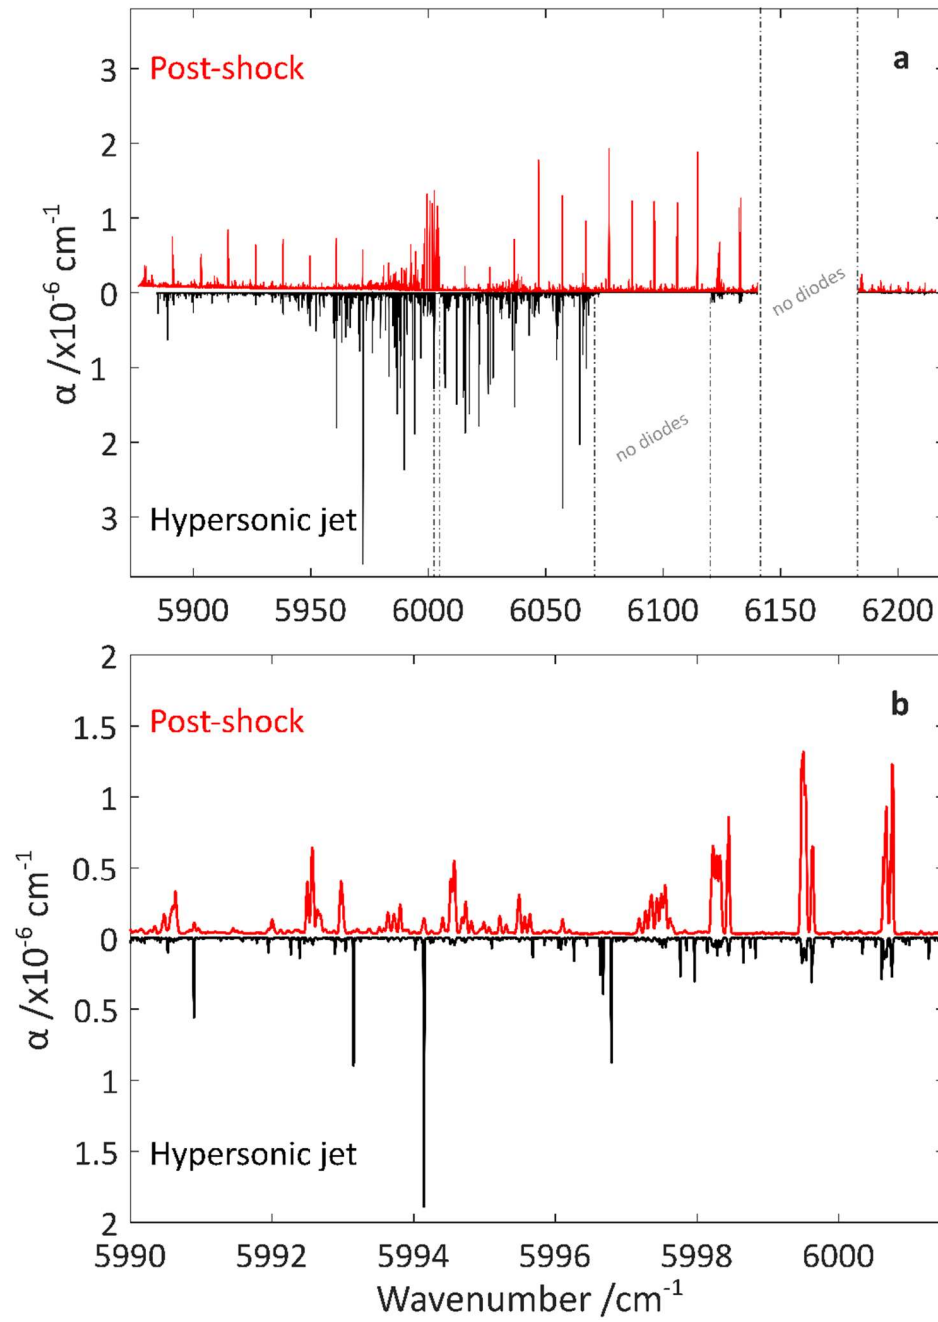 a
Post-shock
3
2
1
0
1
2
3
α /x10⁻⁶ cm⁻¹
no diodes
no diodes
Hypersonic jet
5900 5950 6000 6050 6100 6150 6200
b
Post-shock
2
1.5
1
0.5
0
0.5
1
1.5
2
α /x10⁻⁶ cm⁻¹
Hypersonic jet
5990 5992 5994 5996 5998 6000
Wavenumber /cm⁻¹